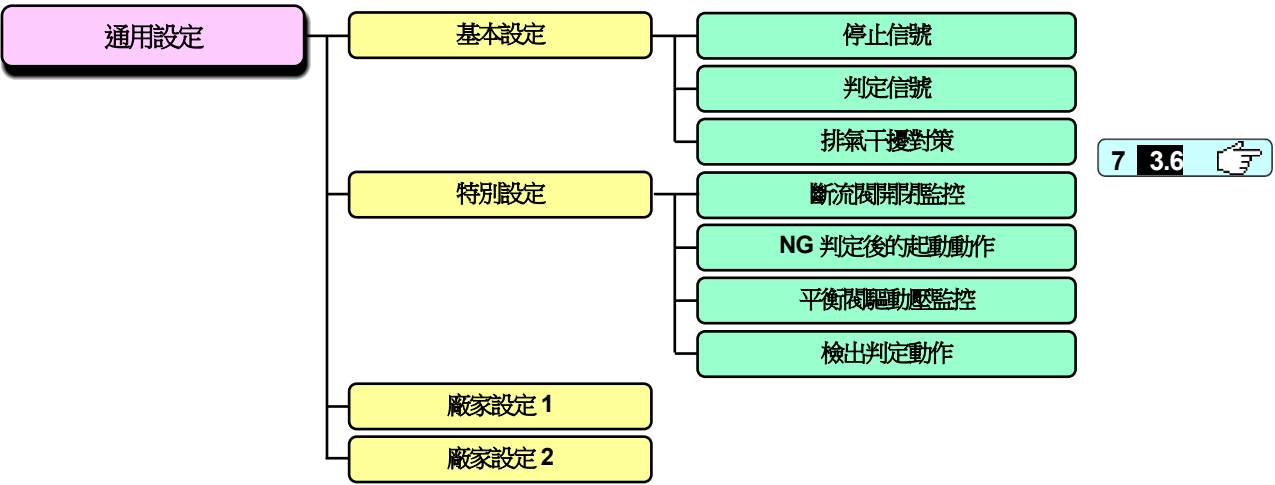 通用設定
基本設定
停止信號
判定信號
排氣干擾對策
7 3.6
特別設定
斷流閥開閉監控
NG 判定後的起動動作
平衡閥驅動壓監控
檢出判定動作
廠家設定 1
廠家設定 2